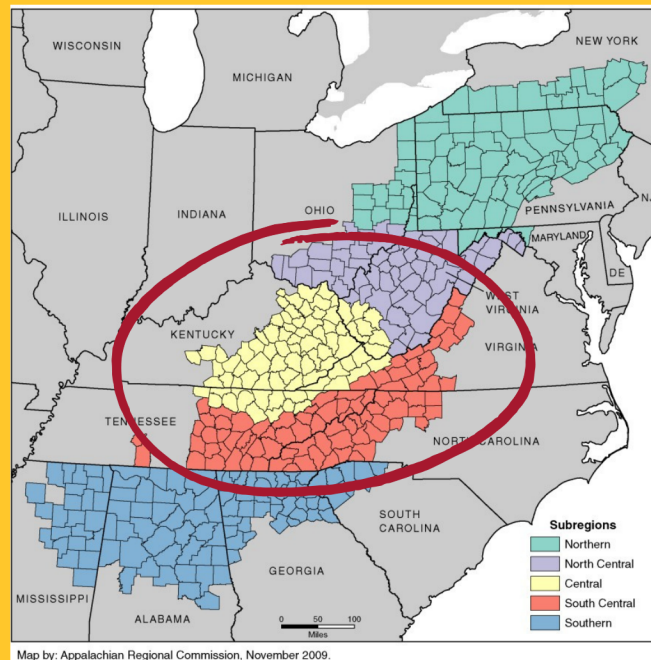 WISCONSIN
NEW YORK
MICHIGAN
PENNSYLVANIA
OHIO
ILLINOIS
INDIANA
MARYLAND
DE
WEST
VIRGINIA
KENTUCKY
VIRGINIA
TENNESSEE
NORTH CAROLINA
SOUTH
CAROLINA
GEORGIA
MISSISSIPPI
ALABAMA
Subregions
Northern
North Central
Central
South Central
Southern
0 50 100
Miles
Map by: Appalachian Regional Commission, November 2009.